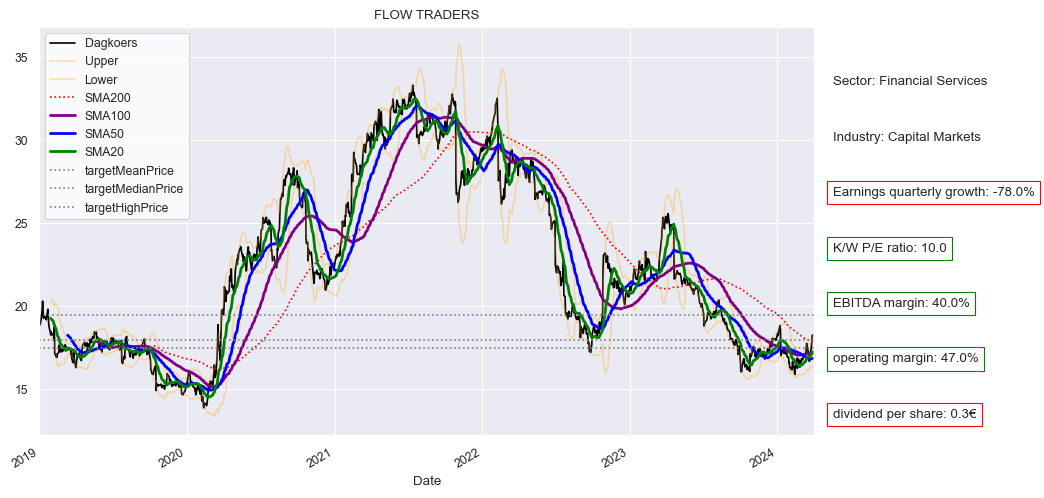 FLOW TRADERS
Dagkoers
Upper
Lower
SMA200
SMA100
SMA50
SMA20
targetMeanPrice
targetMedianPrice
targetHighPrice
35
30
25
20
15
2019
2020
2021
2022
2023
2024
Date
Sector: Financial Services
Industry: Capital Markets
Earnings quarterly growth: -78.0%
K/W P/E ratio: 10.0
EBITDA margin: 40.0%
operating margin: 47.0%
dividend per share: 0.3€